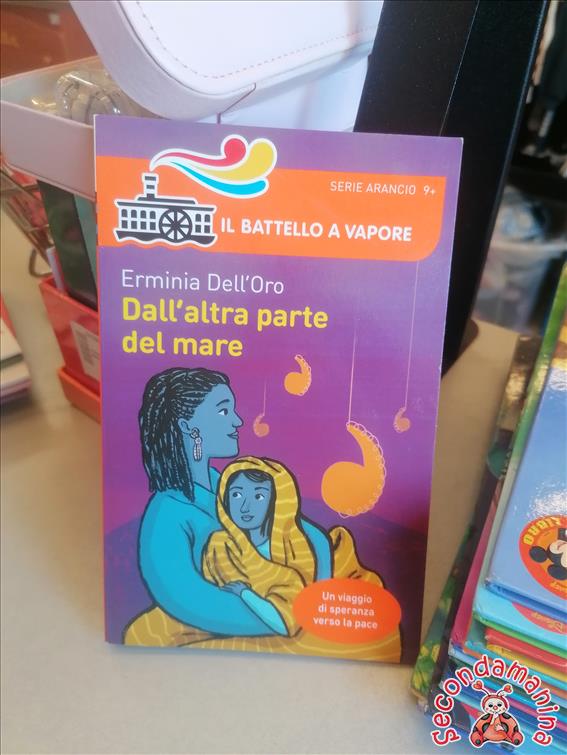 SERIE ARANCIO 9+
IL BATTELLO A VAPORE
Erminia Dell'Oro
Dall'altra parte
del mare
Un viaggio
di speranza
verso la pace
LIBRO
Secondamanina